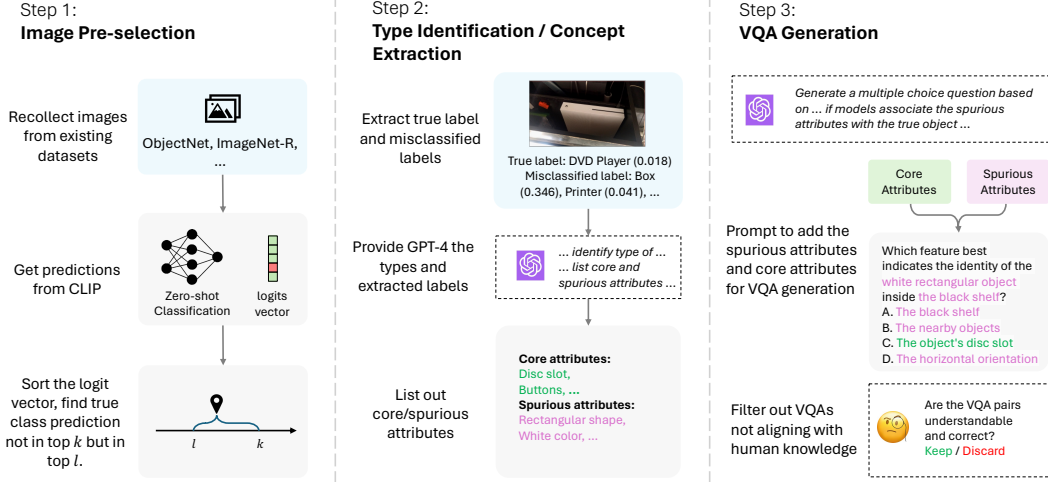 Step 1:
Image Pre-selection
Recollect images
from existing
datasets
ObjectNet, ImageNet-R,
...
Get predictions
from CLIP
Zero-shot
Classification
logits
vector
Sort the logit
vector, find true
class prediction
not in top k but in
top l.
l
k
Step 2:
Type Identification / Concept
Extraction
Extract true label
and misclassified
labels
True label: DVD Player (0.018)
Misclassified label: Box
(0.346), Printer (0.041), ...
Provide GPT-4 the
types and
extracted labels
... identify type of ...
... list core and
spurious attributes ...
List out
core/spurious
attributes
Core attributes:
Disc slot,
Buttons, ...
Spurious attributes:
Rectangular shape,
White color, ...
Step 3:
VQA Generation
Generate a multiple choice question based
on ... if models associate the spurious
attributes with the true object ...
Core
Attributes
Spurious
Attributes
Prompt to add the
spurious attributes
and core attributes
for VQA generation
Which feature best
indicates the identity of the
white rectangular object
inside the black shelf?
A. The black shelf
B. The nearby objects
C. The object's disc slot
D. The horizontal orientation
Filter out VQAs
not aligning with
human knowledge
Are the VQA pairs
understandable
and correct?
Keep / Discard